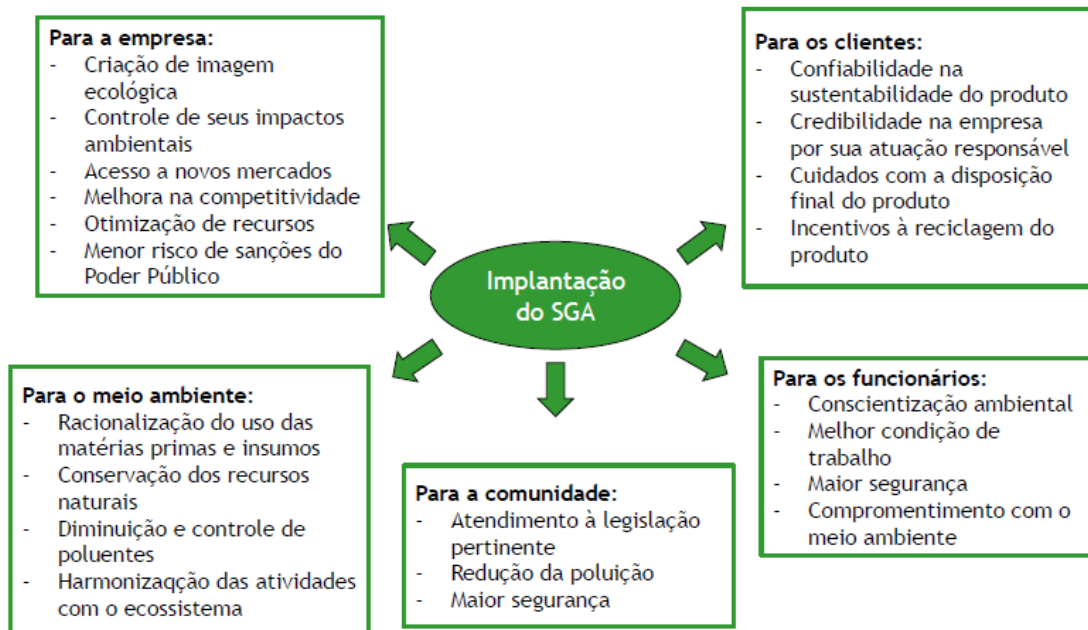 Para a empresa:
- Criação de imagem
ecológica
- Controle de seus impactos
ambientais
- Acesso a novos mercados
- Melhora na competitividade
- Otimização de recursos
- Menor risco de sanções do
Poder Público
Para os clientes:
- Confiabilidade na
sustentabilidade do produto
- Credibilidade na empresa
por sua atuação responsável
- Cuidados com a disposição
final do produto
- Incentivos à reciclagem do
produto
Implantação
do SGA
Para o meio ambiente:
- Racionalização do uso das
matérias primas e insumos
- Conservação dos recursos
naturais
- Diminuição e controle de
poluentes
- Harmonizaqção das atividades
com o ecossistema
Para a comunidade:
- Atendimento à legislação
pertinente
- Redução da poluição
- Maior segurança
Para os funcionários:
- Conscientização ambiental
- Melhor condição de
trabalho
- Maior segurança
- Compromentimento com o
meio ambiente